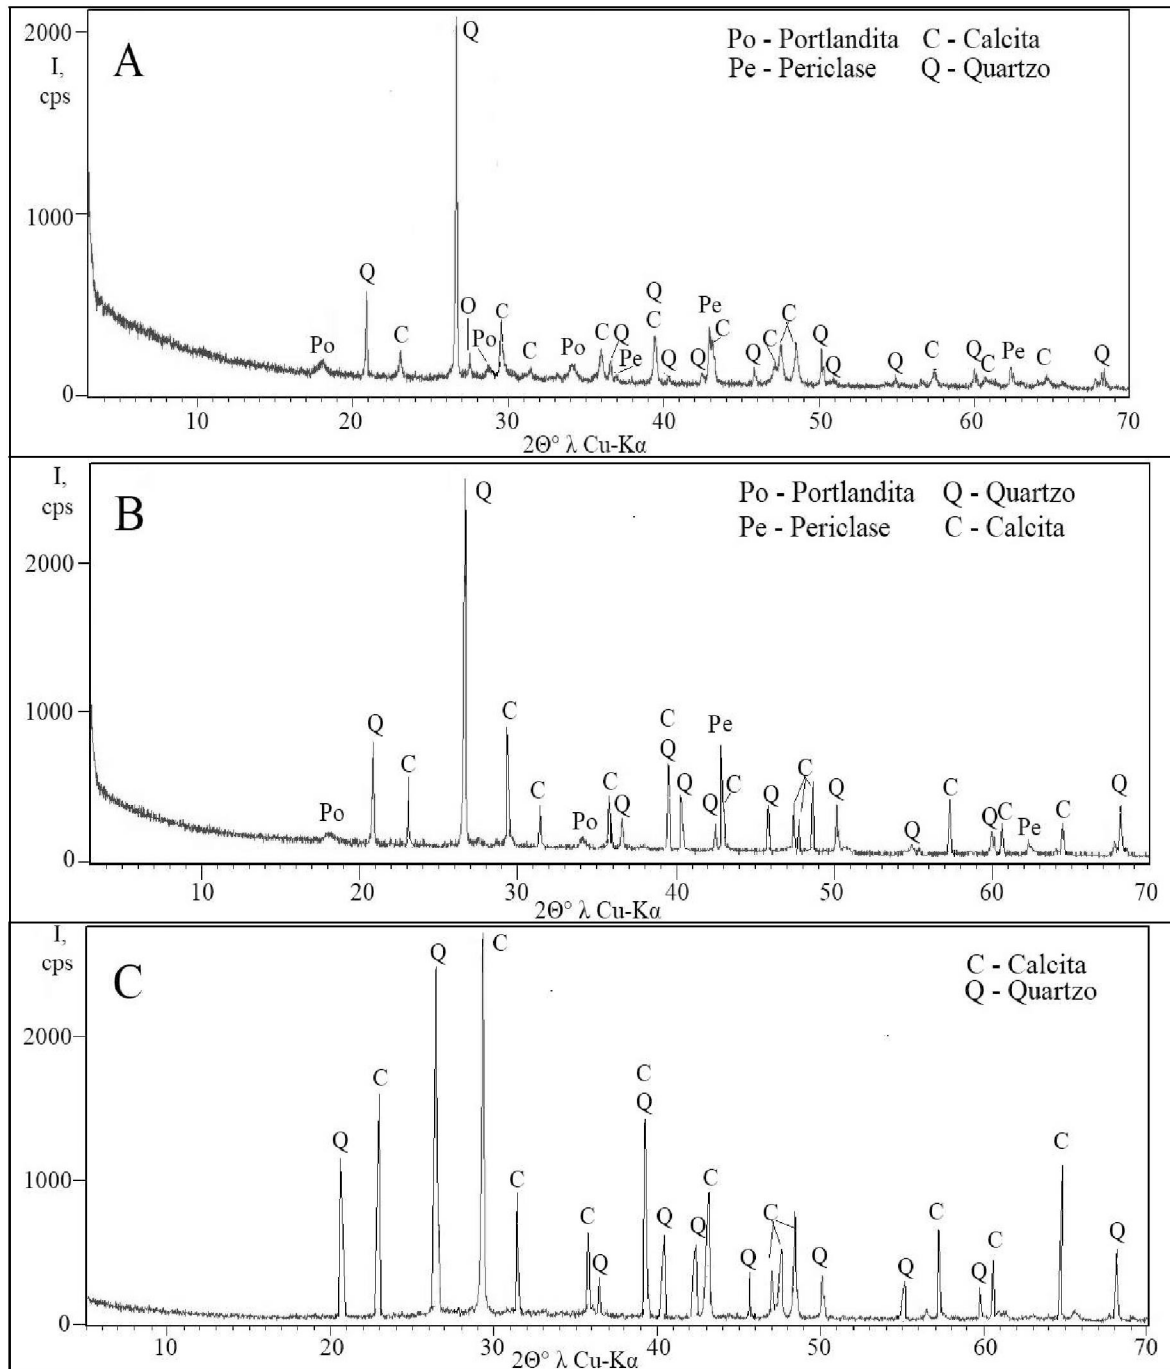 2000
I,
cps
A
Q
Po - Portlandita C - Calcita
Pe - Periclase Q - Quartzo
1000
Q
O
C
Q
C
Pe
C
Po
C
Po
C
Po
C
Q
Pe
Q
Q
Q
C
C
Q
Q
Q
C
Q
C
Pe
C
Q
0
10 20 30 40 50 60 70
2Θ° λ Cu-Kα
I,
cps
B
Q
Po - Portlandita Q - Quartzo
Pe - Periclase C - Calcita
2000
1000
Q
C
C
C
Q
Pe
Po
C
Po
C
Q
Q
Q
C
Q
C
Q
Q
C
Q
C
Pe
C
Q
0
10 20 30 40 50 60 70
2Θ° λ Cu-Kα
I,
cps
C
Q
C
C - Calcita
Q - Quartzo
2000
C
C
Q
Q
1000
C
C
Q
Q
Q
C
Q
C
Q
Q
C
Q
C
C
Q
0
10 20 30 40 50 60 70
2Θ° λ Cu-Kα